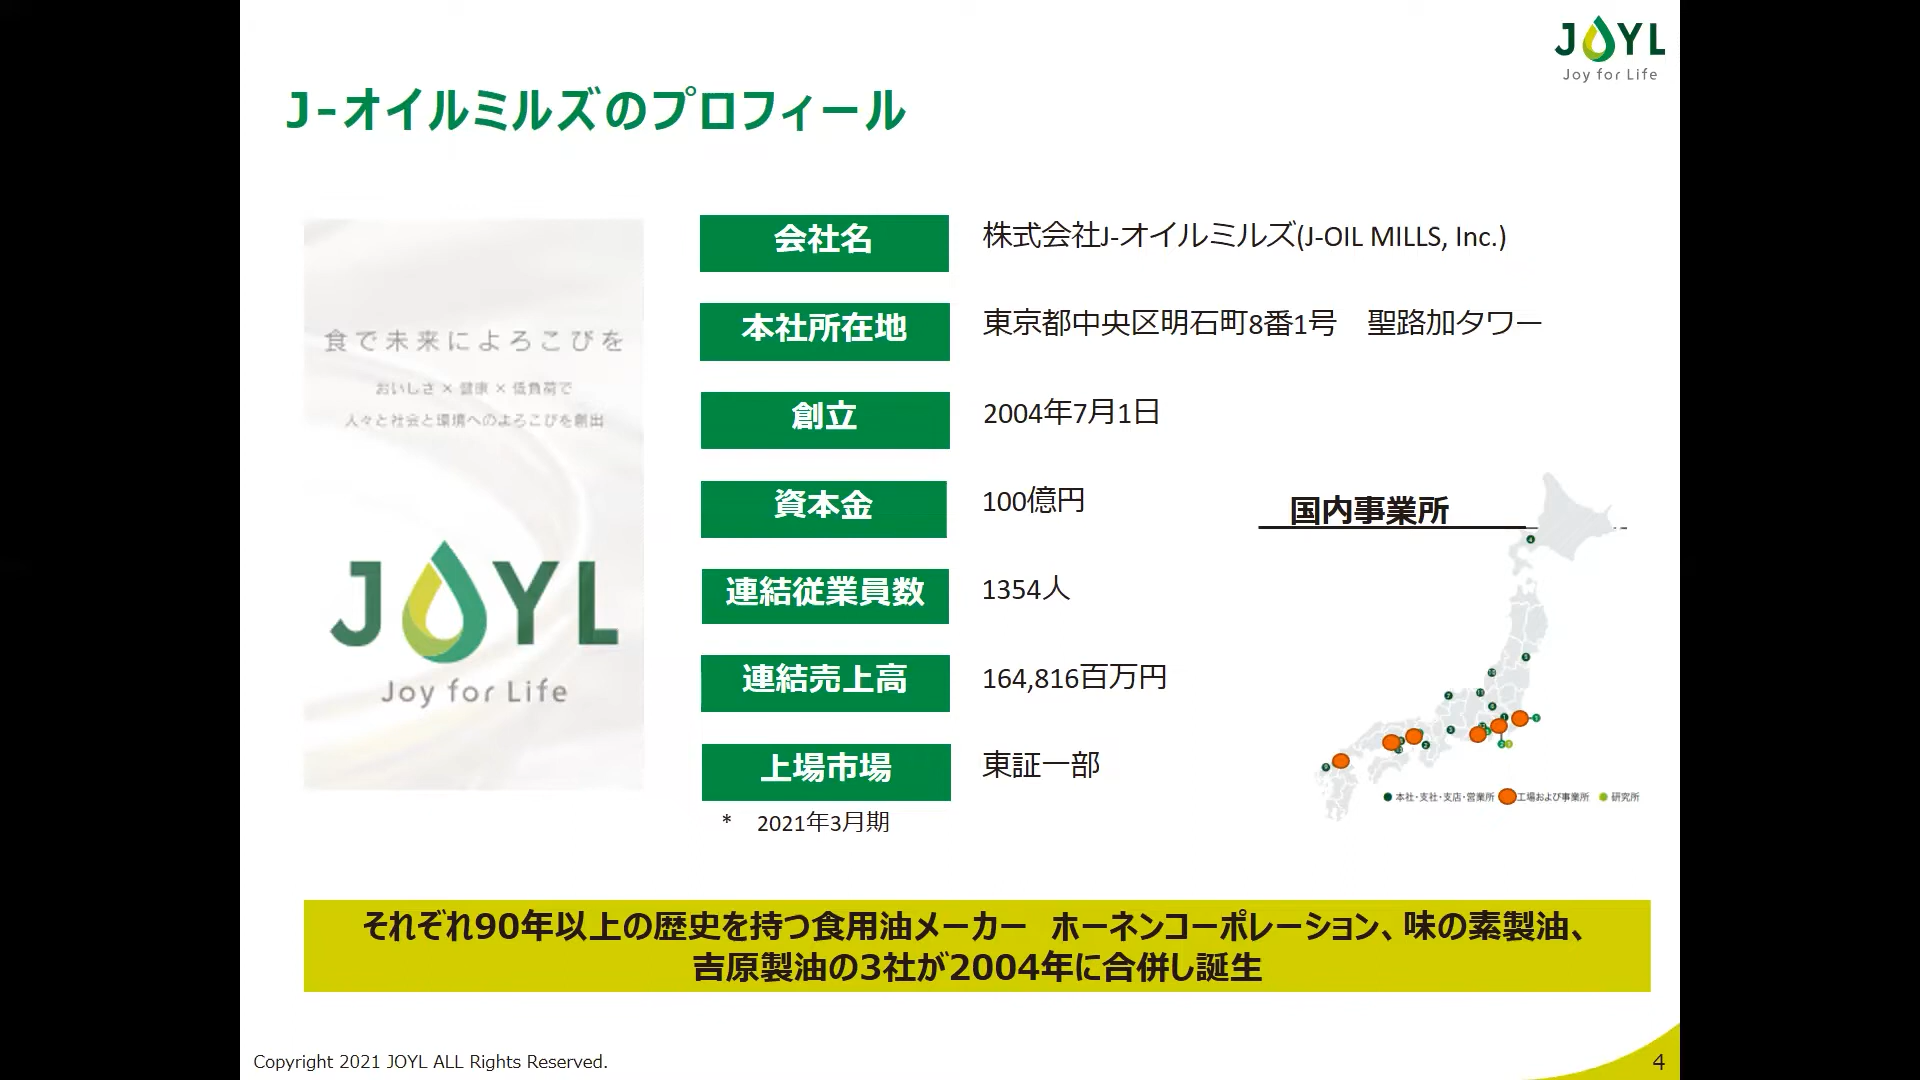 JOYL
Joy for Life
J-オイルミルズのプロフィール
食で未来によろこびを
おいしさ × 健康 × 低負荷で
人々と社会と環境へのよろこびを創出
JOYL
Joy for Life
会社名
株式会社J-オイルミルズ(J-OIL MILLS, Inc.)
本社所在地
東京都中央区明石町8番1号　聖路加タワー
創立
2004年7月1日
資本金
100億円
連結従業員数
1354人
連結売上高
164,816百万円
上場市場
東証一部
*　2021年3月期
国内事業所
本社・支社・支店・営業所 工場および事業所 研究所
それぞれ90年以上の歴史を持つ食用油メーカー　ホーネンコーポレーション、味の素製油、
吉原製油の3社が2004年に合併し誕生
Copyright 2021 JOYL ALL Rights Reserved.
4